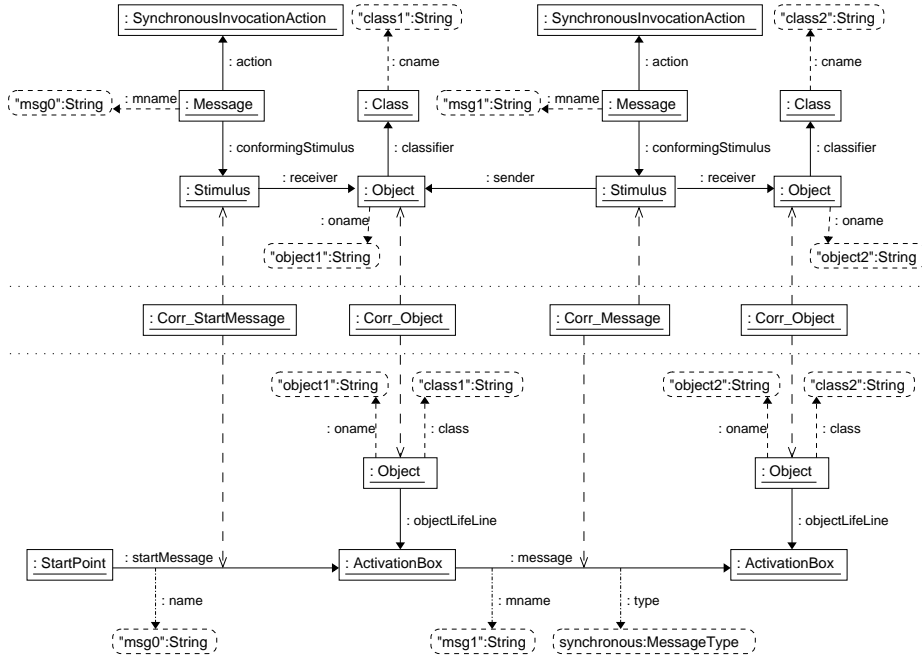 : SynchronousInvocationAction
"class1":String
: SynchronousInvocationAction
"class2":String
: action
: cname
: action
: cname
"msg0":String
: mname
: Message
: Class
"msg1":String
: mname
: Message
: Class
: conformingStimulus
: classifier
: conformingStimulus
: classifier
: Stimulus
: receiver
: Object
: sender
: Stimulus
: receiver
: Object
: oname
: oname
"object1":String
"object2":String
: Corr_StartMessage
: Corr_Object
: Corr_Message
: Corr_Object
"object1":String
"class1":String
"object2":String
"class2":String
: oname
: class
: oname
: class
: Object
: Object
: objectLifeLine
: objectLifeLine
: StartPoint
: startMessage
: ActivationBox
: message
: ActivationBox
: name
: mname
: type
"msg0":String
"msg1":String
synchronous:MessageType